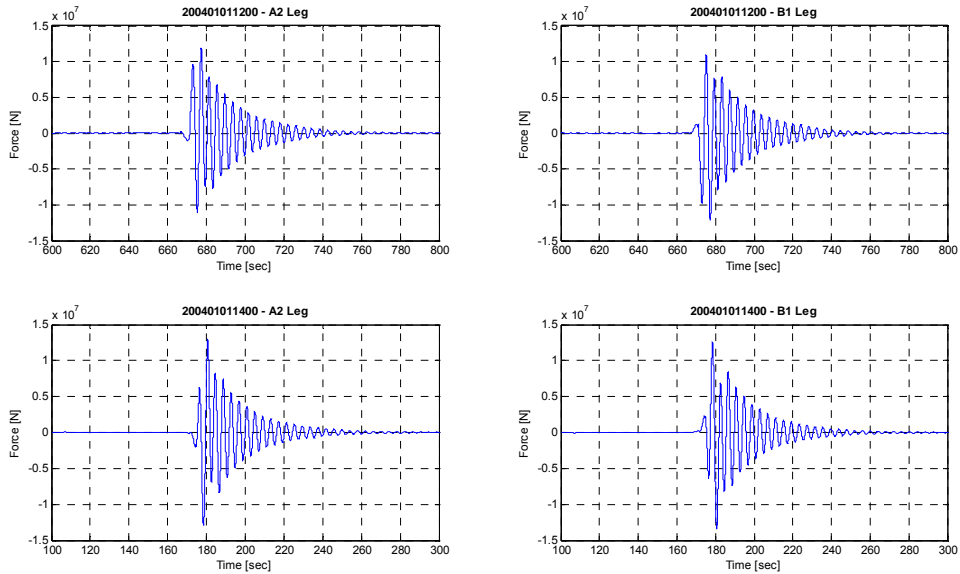 200401011200 - A2 Leg
x 10^7
Force [N]
1.5
1
0.5
0
-0.5
-1
-1.5
600 620 640 660 680 700 720 740 760 780 800
Time [sec]
200401011200 - B1 Leg
x 10^7
Force [N]
1.5
1
0.5
0
-0.5
-1
-1.5
600 620 640 660 680 700 720 740 760 780 800
Time [sec]
200401011400 - A2 Leg
x 10^7
Force [N]
1.5
1
0.5
0
-0.5
-1
-1.5
100 120 140 160 180 200 220 240 260 280 300
Time [sec]
200401011400 - B1 Leg
x 10^7
Force [N]
1.5
1
0.5
0
-0.5
-1
-1.5
100 120 140 160 180 200 220 240 260 280 300
Time [sec]